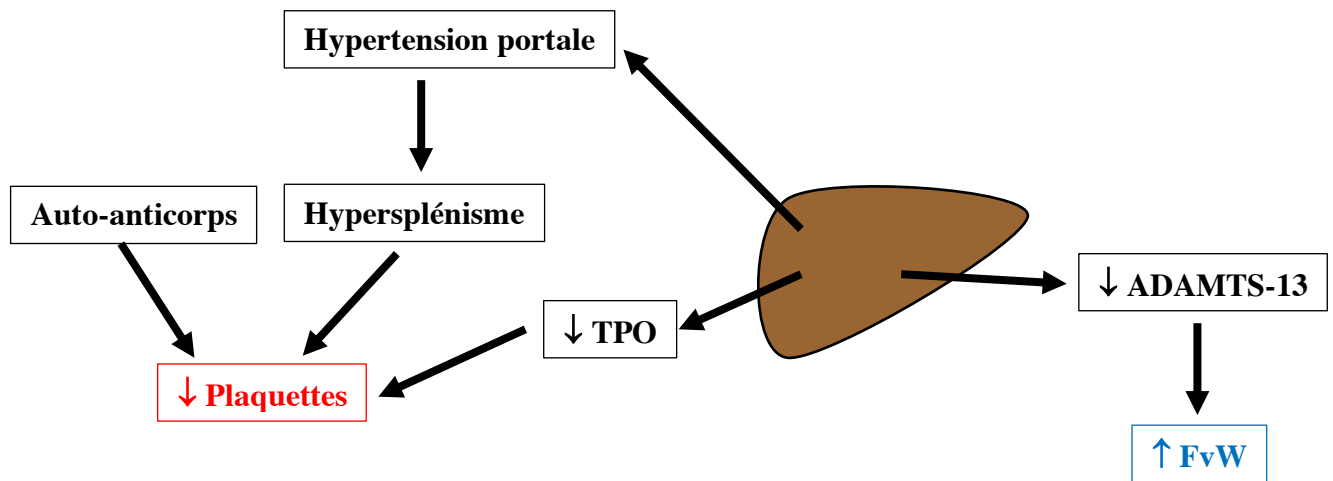 Hypertension portale
Auto-anticorps
Hypersplénisme
↓ ADAMTS-13
↓ TPO
↓ Plaquettes
↑ FvW